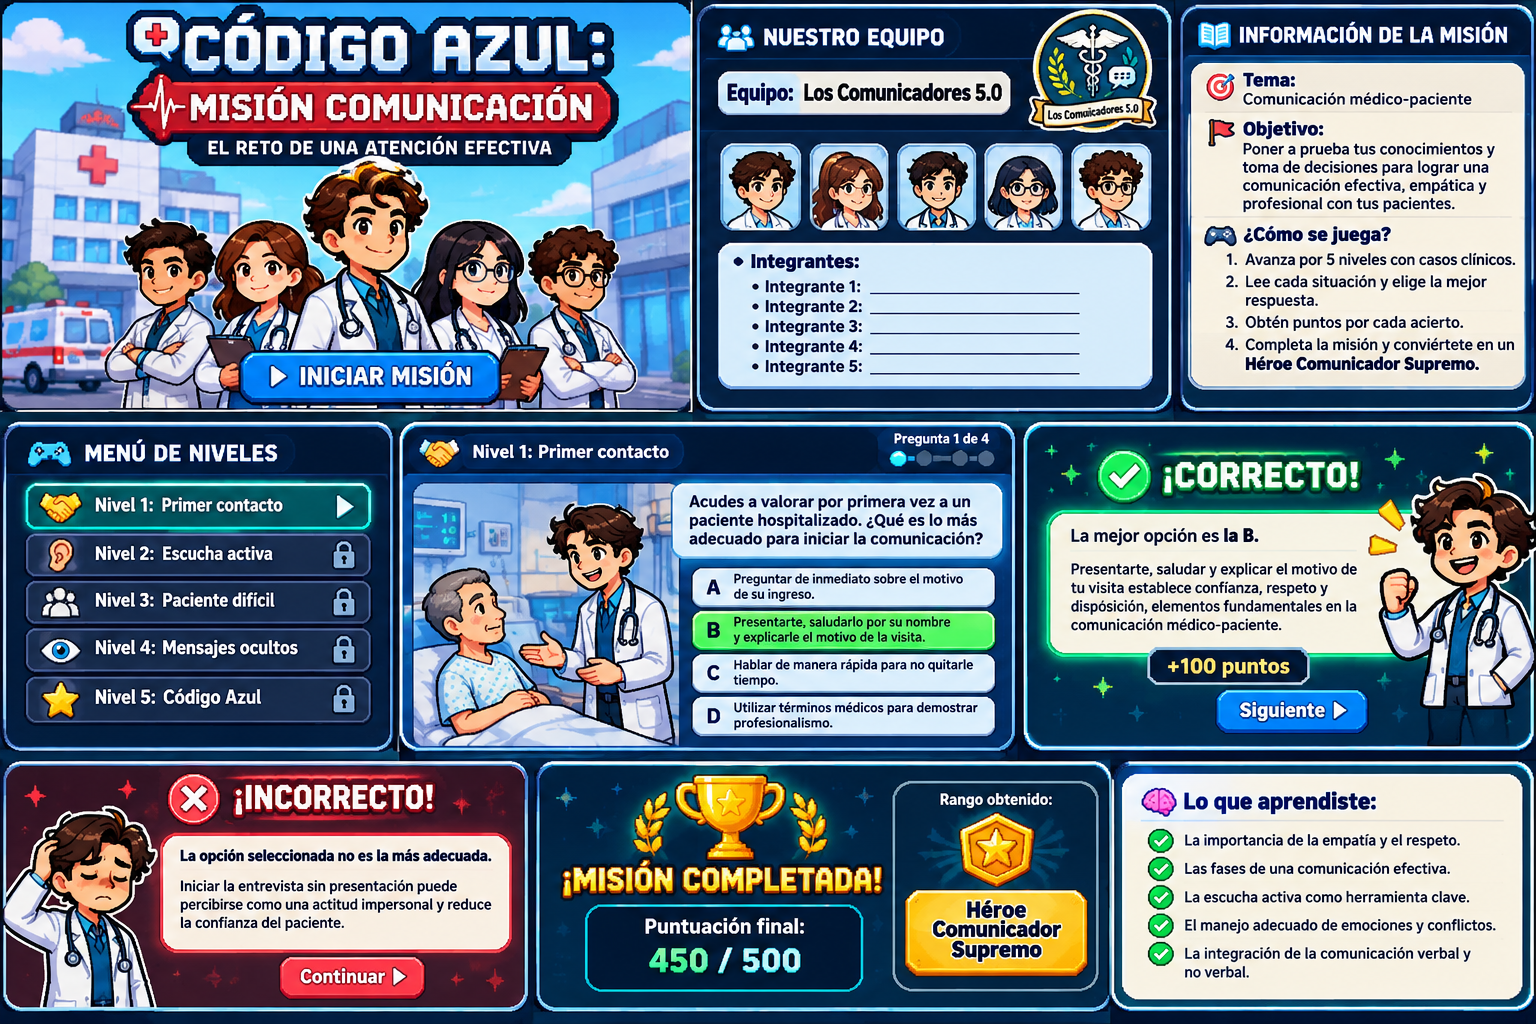 CÓDIGO AZUL:
MISIÓN COMUNICACIÓN
EL RETO DE UNA ATENCIÓN EFECTIVA
INICIAR MISIÓN
NUESTRO EQUIPO
Equipo: Los Comunicadores 5.0
Los Comunicadores 5.0
Integrantes:
Integrante 1:
Integrante 2:
Integrante 3:
Integrante 4:
Integrante 5:
INFORMACIÓN DE LA MISIÓN
Tema:
Comunicación médico-paciente
Objetivo:
Poner a prueba tus conocimientos y
toma de decisiones para lograr una
comunicación efectiva, empática y
profesional con tus pacientes.
¿Cómo se juega?
1. Avanza por 5 niveles con casos clínicos.
2. Lee cada situación y elige la mejor
respuesta.
3. Obtén puntos por cada acierto.
4. Completa la misión y conviértete en un
Héroe Comunicador Supremo.
MENÚ DE NIVELES
Nivel 1: Primer contacto
Nivel 2: Escucha activa
Nivel 3: Paciente difícil
Nivel 4: Mensajes ocultos
Nivel 5: Código Azul
Nivel 1: Primer contacto
Pregunta 1 de 4
Acudes a valorar por primera vez a un
paciente hospitalizado. ¿Qué es lo más
adecuado para iniciar la comunicación?
A Preguntar de inmediato sobre el motivo
de su ingreso.
B Presentarte, saludarlo por su nombre
y explicarle el motivo de la visita.
C Hablar de manera rápida para no quitarle
tiempo.
D Utilizar términos médicos para demostrar
profesionalismo.
¡CORRECTO!
La mejor opción es la B.
Presentarte, saludar y explicar el motivo de
tu visita establece confianza, respeto y
dispósición, elementos fundamentales en la
comunicación médico-paciente.
+100 puntos
Siguiente
¡INCORRECTO!
La opción seleccionada no es la más adecuada.
Iniciar la entrevista sin presentación puede
percibirse como una actitud impersonal y reduce
la confianza del paciente.
Continuar
¡MISIÓN COMPLETADA!
Puntuación final:
450 / 500
Rango obtenido:
Héroe
Comunicador
Supremo
Lo que aprendiste:
La importancia de la empatía y el respeto.
Las fases de una comunicación efectiva.
La escucha activa como herramienta clave.
El manejo adecuado de emociones y conflictos.
La integración de la comunicación verbal y
no verbal.